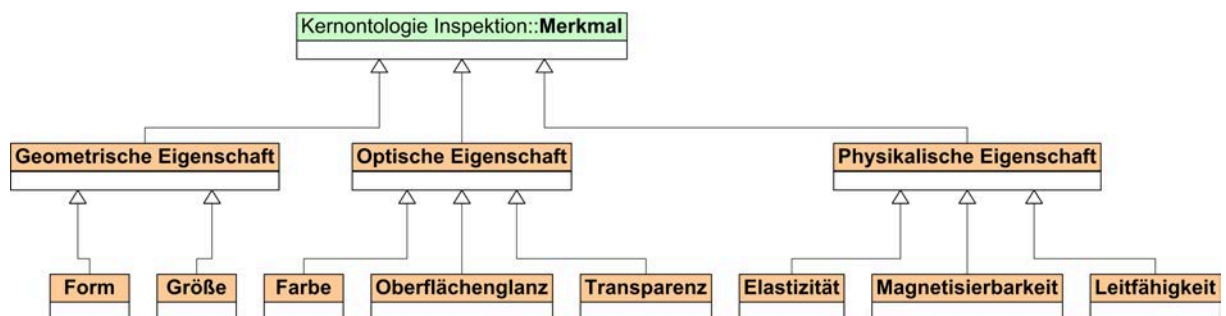 Kernontologie Inspektion::Merkmal
Geometrische Eigenschaft
Optische Eigenschaft
Physikalische Eigenschaft
Form
Größe
Farbe
Oberflächenglanz
Transparenz
Elastizität
Magnetisierbarkeit
Leitfähigkeit